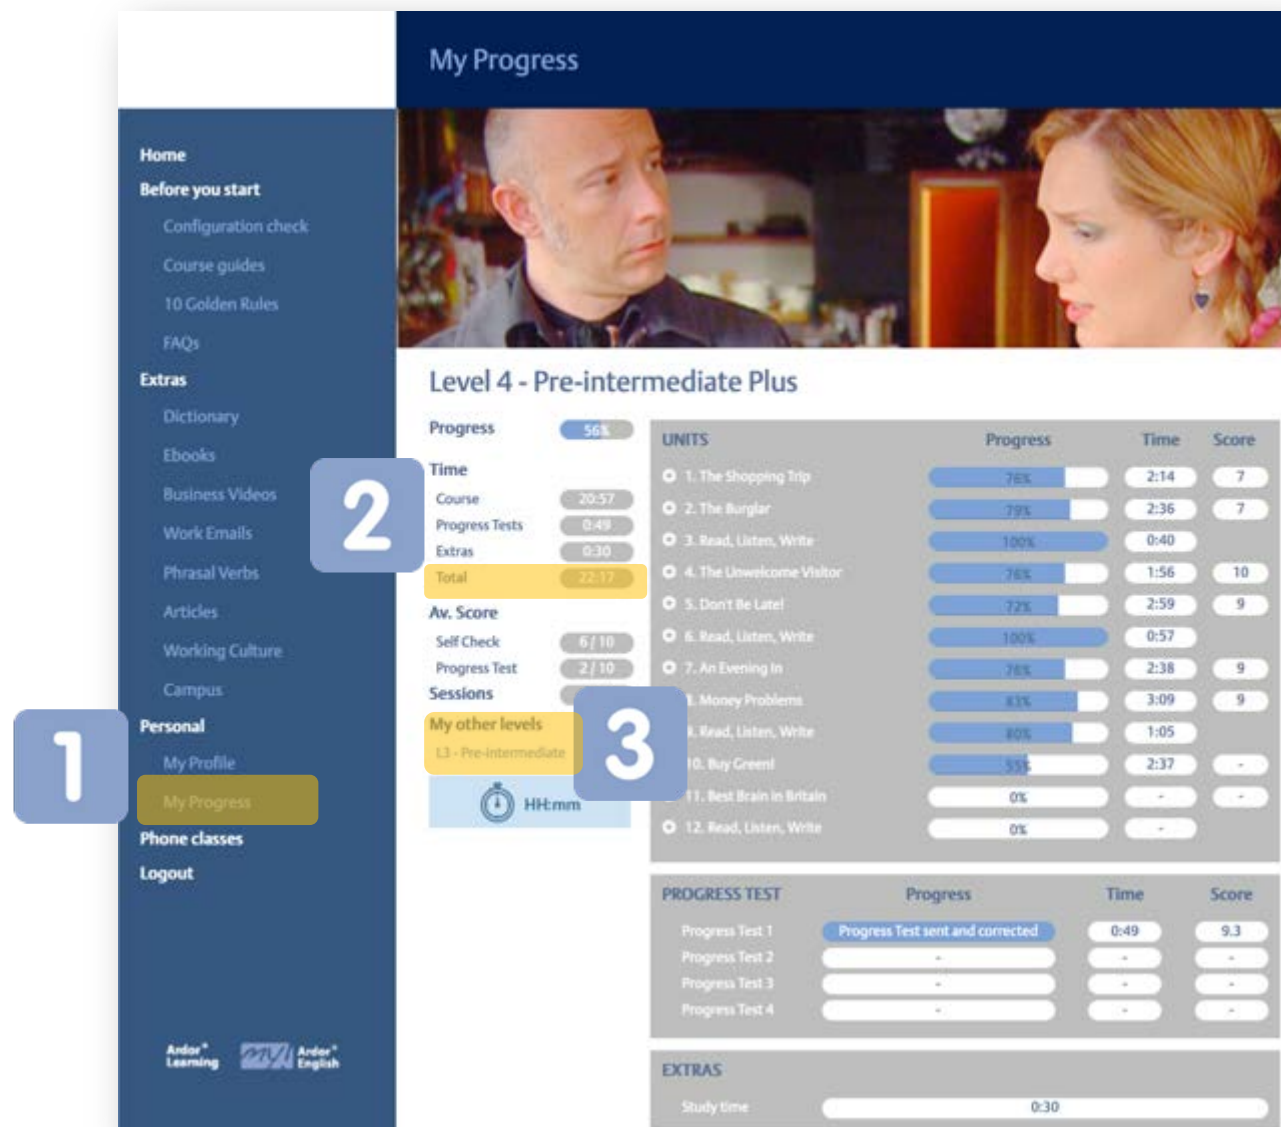 My Progress
Home
Before you start
Configuration check
Course guides
10 Golden Rules
FAQs
Extras
Dictionary
Ebooks
Business Videos
Work Emails
Phrasal Verbs
Articles
Working Culture
Campus
Personal
My Profile
My Progress
Phone classes
Logout
1
Ardor
Learning
Ardor
English
Level 4 - Pre-intermediate Plus
2
Progress 56%
Time
Course 20:57
Progress Tests 0:49
Extras 0:30
Total 22:17
Av. Score
Self Check 6/10
Progress Test 2/10
Sessions
My other levels
L3 - Pre-intermediate
HH:mm
3
UNITS Progress Time Score
1. The Shopping Trip 76% 2:14 7
2. The Burglar 79% 2:36 7
3. Read, Listen, Write 100% 0:40
4. The Unwelcome Visitor 76% 1:56 10
5. Don't Be Late! 72% 2:59 9
6. Read, Listen, Write 100% 0:57
7. An Evening In 76% 2:38 9
Money Problems 83% 3:09 9
Read, Listen, Write 80% 1:05
10. Buy Green! 55% 2:37 -
11. Best Brain in Britain 0% - -
12. Read, Listen, Write 0% -
PROGRESS TEST Progress Time Score
Progress Test 1 Progress Test sent and corrected 0:49 9.3
Progress Test 2 - - -
Progress Test 3 - - -
Progress Test 4 - - -
EXTRAS
Study time 0:30